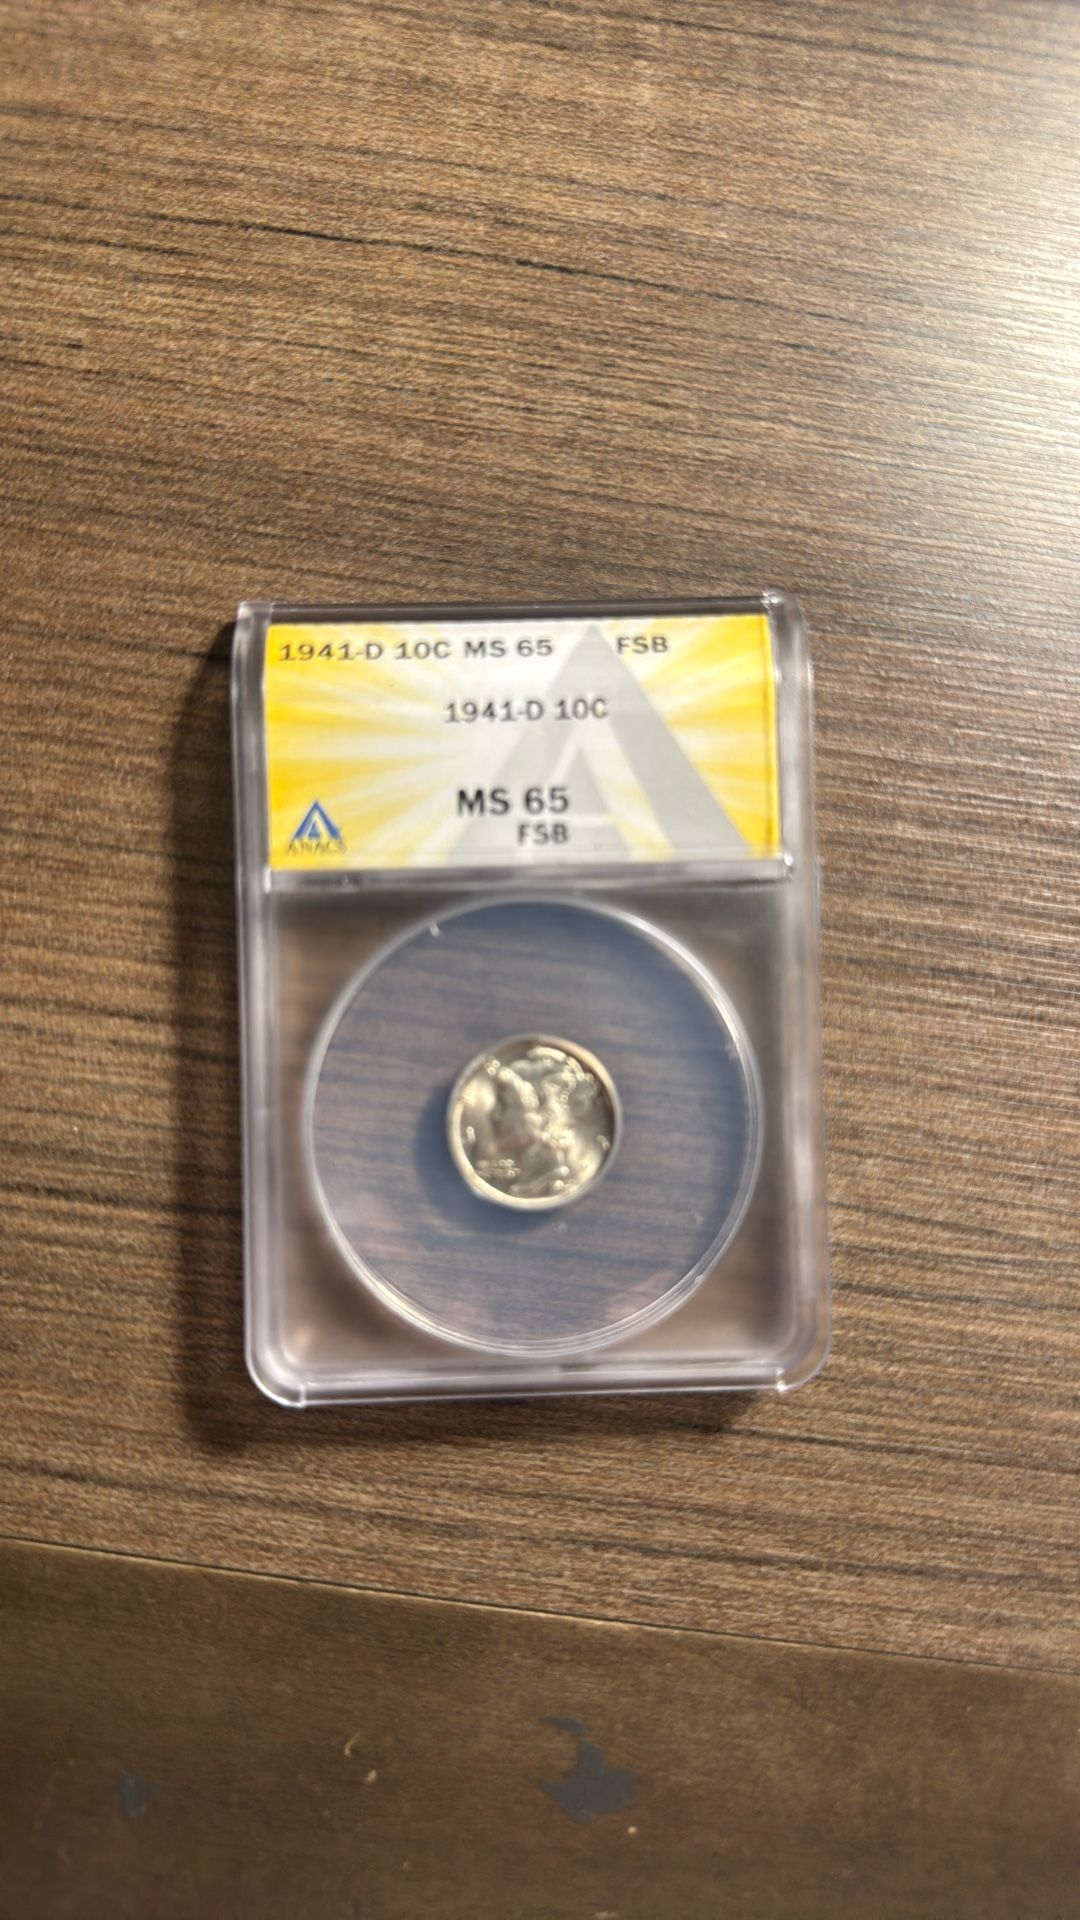 1941-D 10C MS 65 FSB
1941-D 10C
MS 65
FSB
ANACS